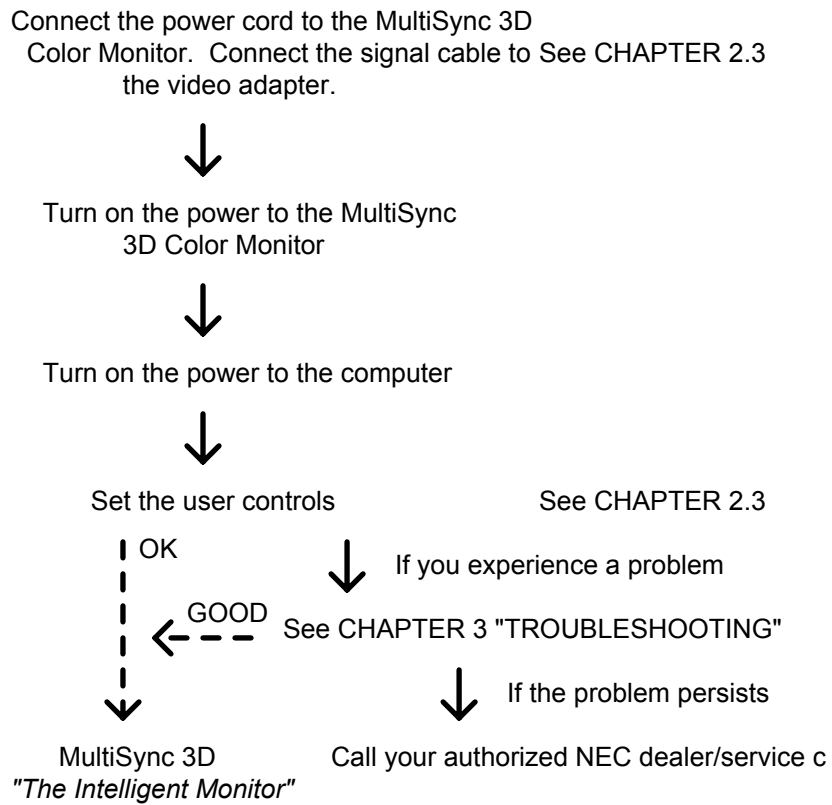 Connect the power cord to the MultiSync 3D
Color Monitor. Connect the signal cable to See CHAPTER 2.3
the video adapter.
Turn on the power to the MultiSync
3D Color Monitor
Turn on the power to the computer
Set the user controls See CHAPTER 2.3
OK
If you experience a problem
GOOD
See CHAPTER 3 "TROUBLESHOOTING"
If the problem persists
MultiSync 3D Call your authorized NEC dealer/service c
"The Intelligent Monitor"